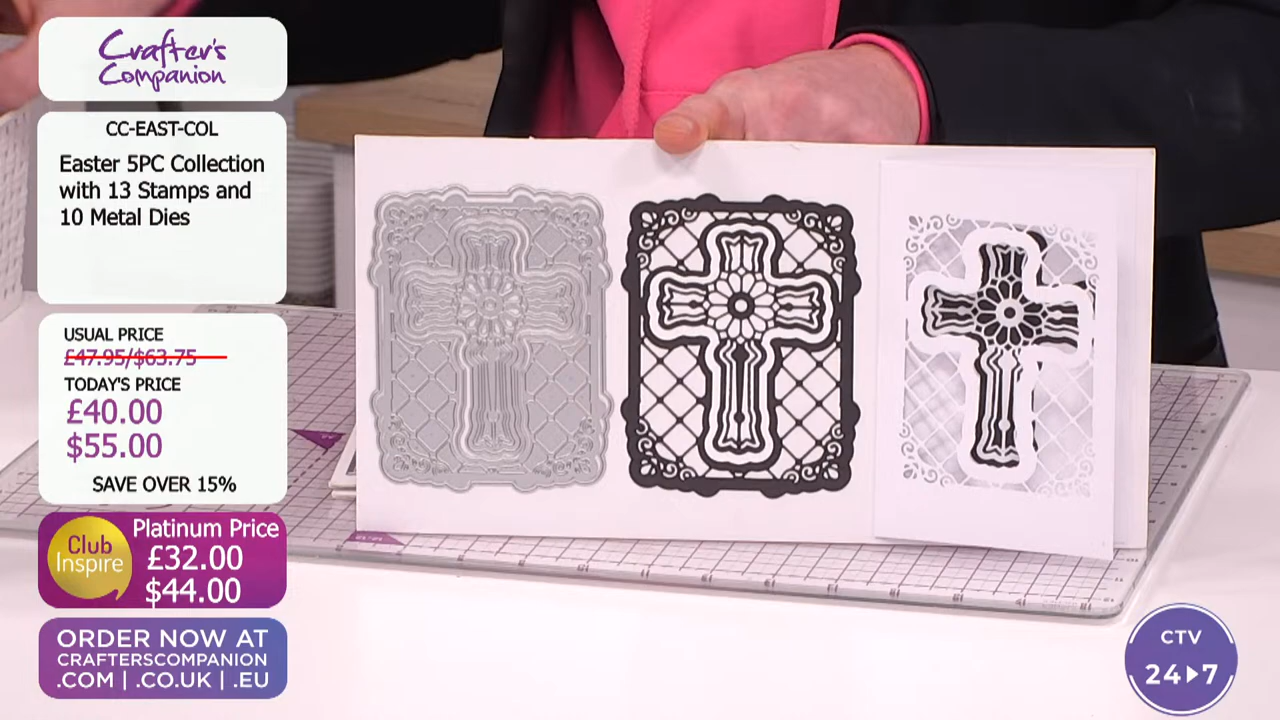 Crafter's
Companion
CC-EAST-COL
Easter 5PC Collection
with 13 Stamps and
10 Metal Dies
USUAL PRICE
£47.95/$63.75
TODAY'S PRICE
£40.00
$55.00
SAVE OVER 15%
Club
Inspire
Platinum Price
£32.00
$44.00
ORDER NOW AT
CRAFTERSCOMPANION
.COM | .CO.UK | .EU
CTV
24▶7